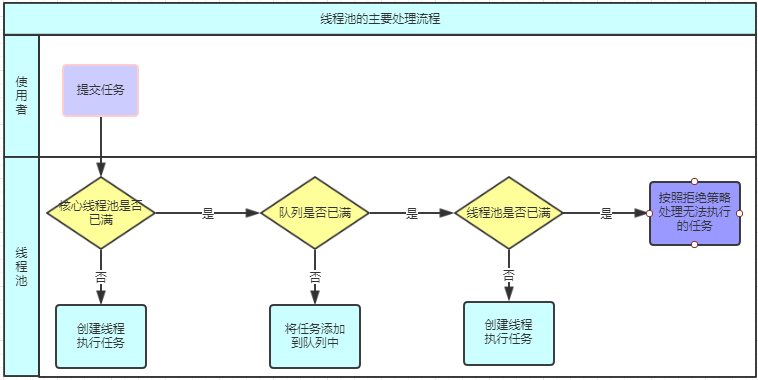 线程池的主要处理流程
使
用
者
提交任务
线
程
池
核心线程池是否
已满
是
队列是否已满
是
线程池是否已满
是
按照拒绝策略
处理无法执行
的任务
否
否
否
创建线程
执行任务
将任务添加
到队列中
创建线程
执行任务